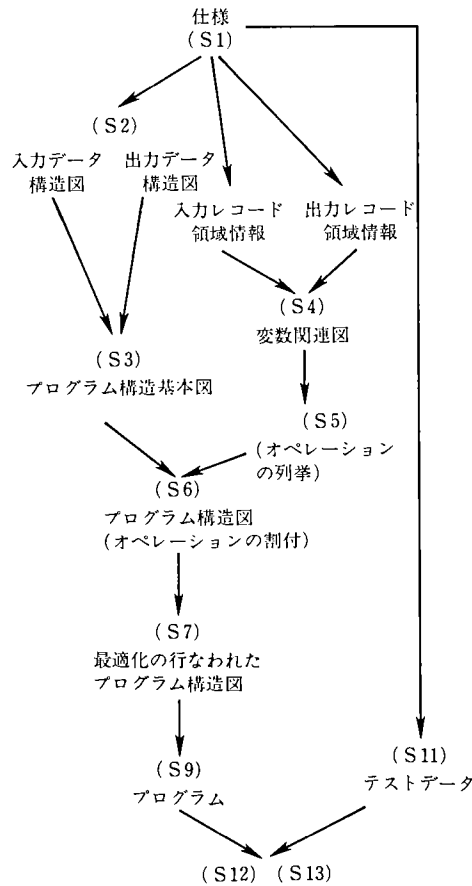 仕様
(S1)
(S2)
入力データ 出力データ
構造図 構造図
入力レコード 出力レコード
領域情報 領域情報
(S4)
変数関連図
(S3)
プログラム構造基本図
(S5)
(オペレーション
の列挙)
(S6)
プログラム構造図
(オペレーションの割付)
(S7)
最適化の行なわれた
プログラム構造図
(S11)
テストデータ
(S9)
プログラム
(S12) (S13)